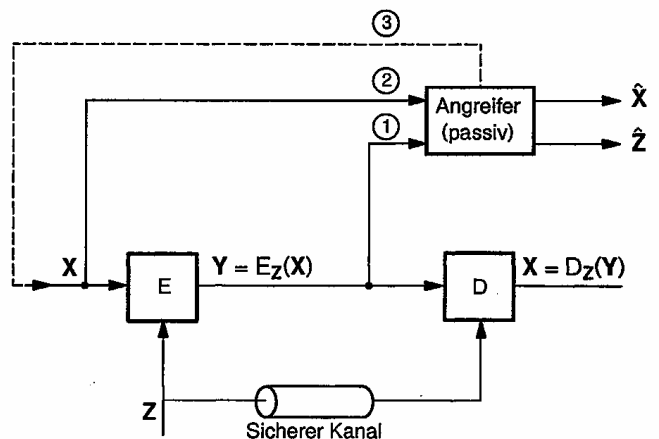 ③
②
①
Angreifer
(passiv)
X̂
Ẑ
X
E
Y = E_Z(X)
D
X = D_Z(Y)
Z
Sicherer Kanal